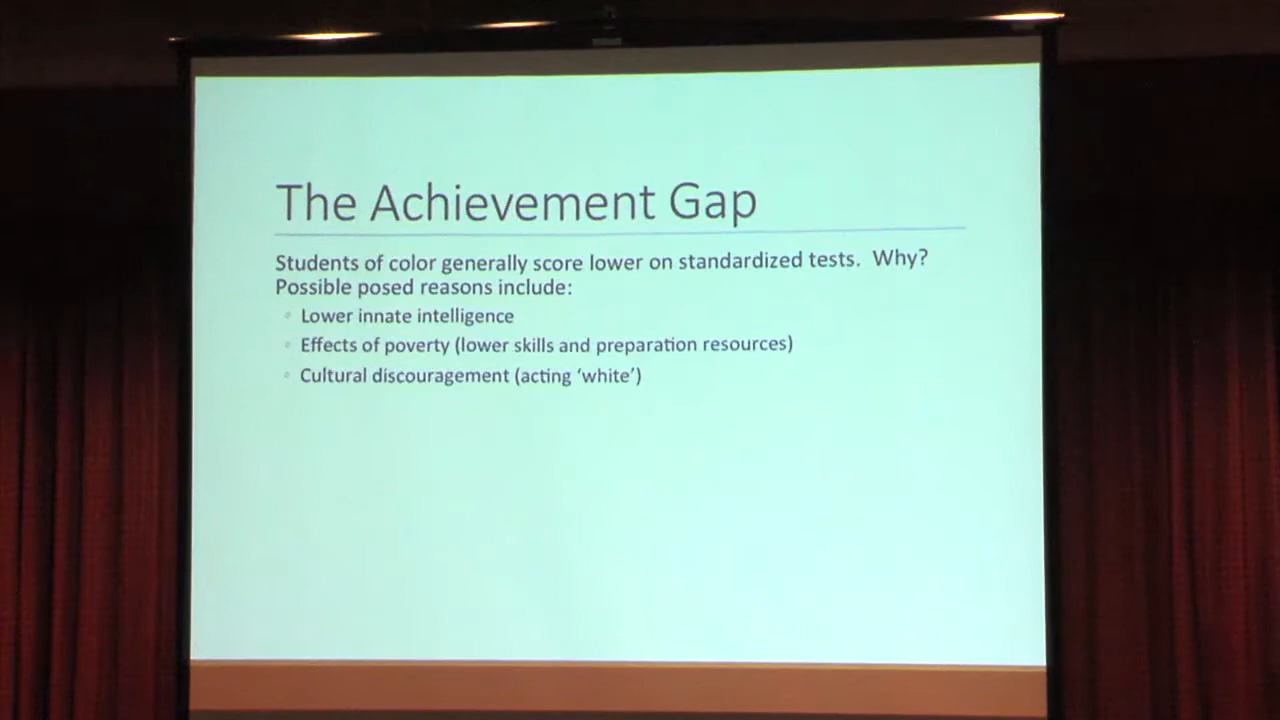 The Achievement Gap
Students of color generally score lower on standardized tests. Why?
Possible posed reasons include:
Lower innate intelligence
Effects of poverty (lower skills and preparation resources)
Cultural discouragement (acting ‘white’)